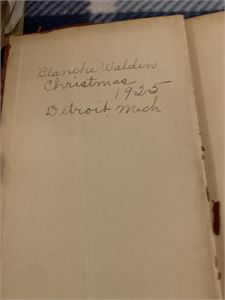 Blanche Walden
Christmas
1925
Detroit, Mich.